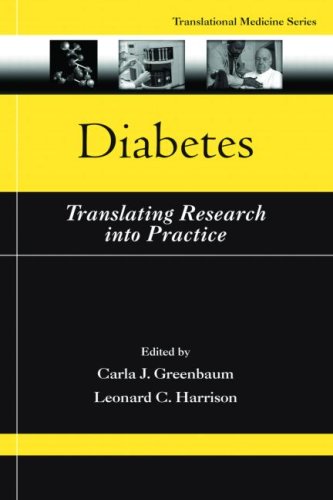 Translational Medicine Series
Diabetes
Translating Research
into Practice
Edited by
Carla J. Greenbaum
Leonard C. Harrison